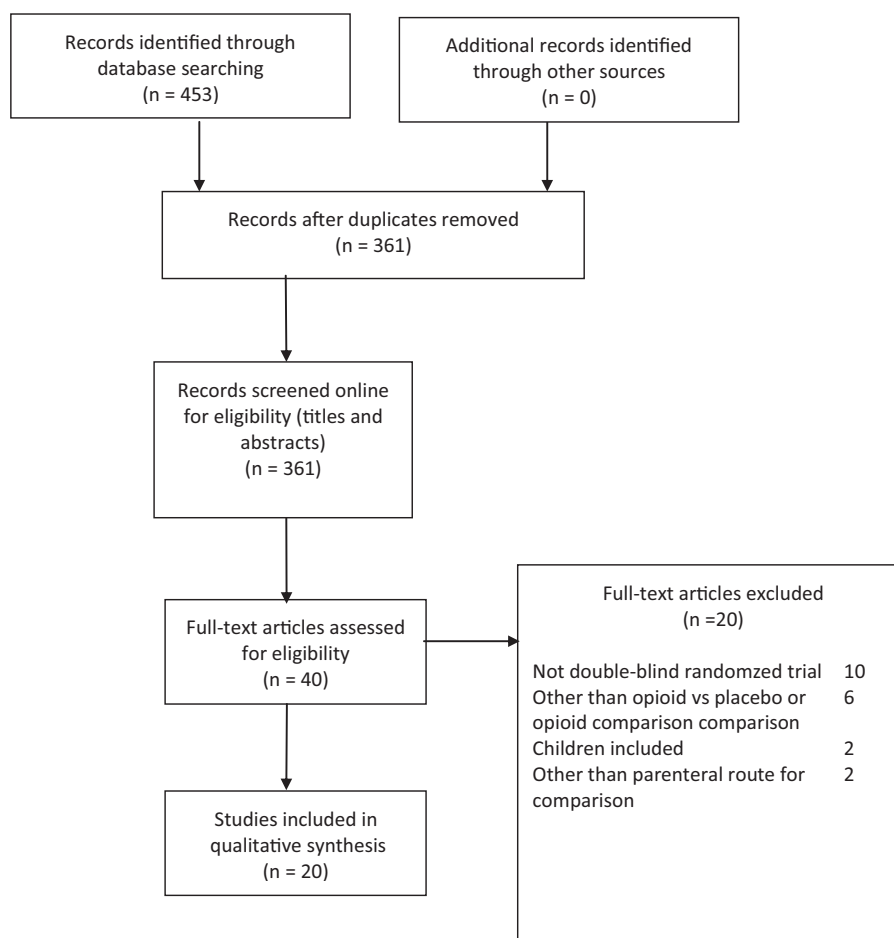 Records identified through
database searching
(n = 453)
Additional records identified
through other sources
(n = 0)
Records after duplicates removed
(n = 361)
Records screened online
for eligibility (titles and
abstracts)
(n = 361)
Full-text articles assessed
for eligibility
(n = 40)
Full-text articles excluded
(n =20)
Not double-blind randomzed trial 10
Other than opioid vs placebo or 6
opioid comparison comparison
Children included 2
Other than parenteral route for 2
comparison
Studies included in
qualitative synthesis
(n = 20)